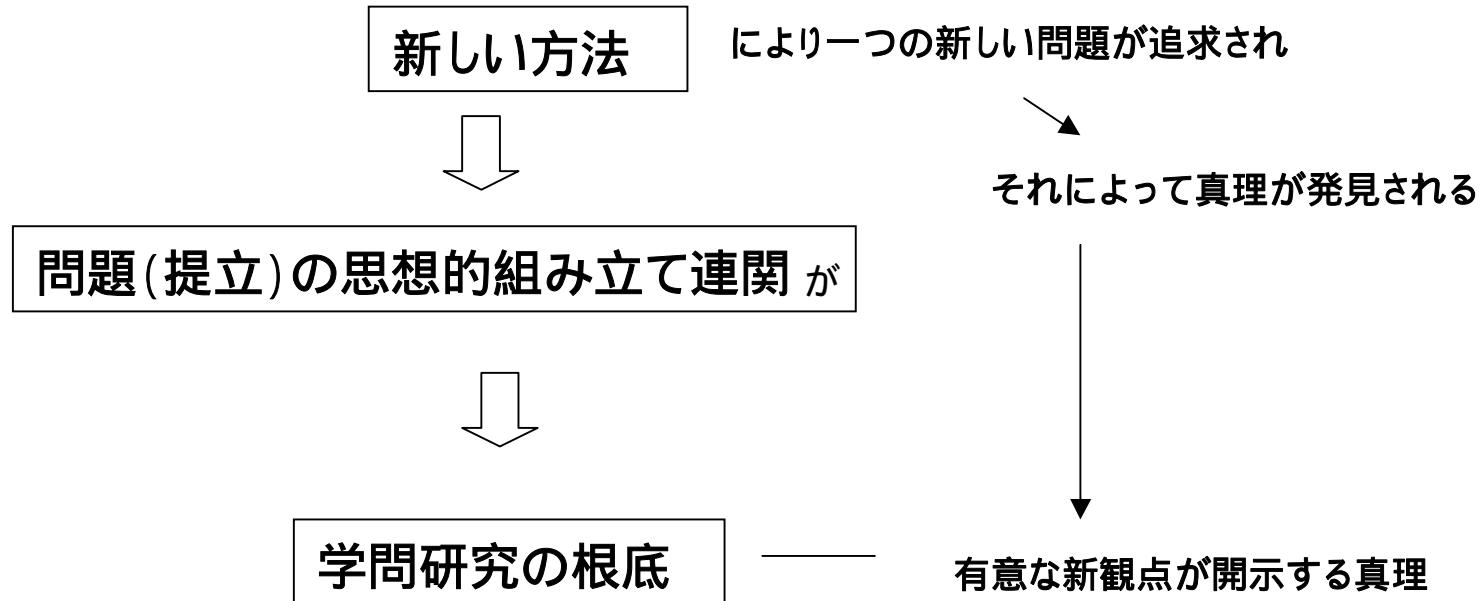 新しい方法 により一つの新しい問題が追求され
それによって真理が発見される
問題(提立)の思想的組み立て連関 が
学問研究の根底
有意な新観点が開示する真理